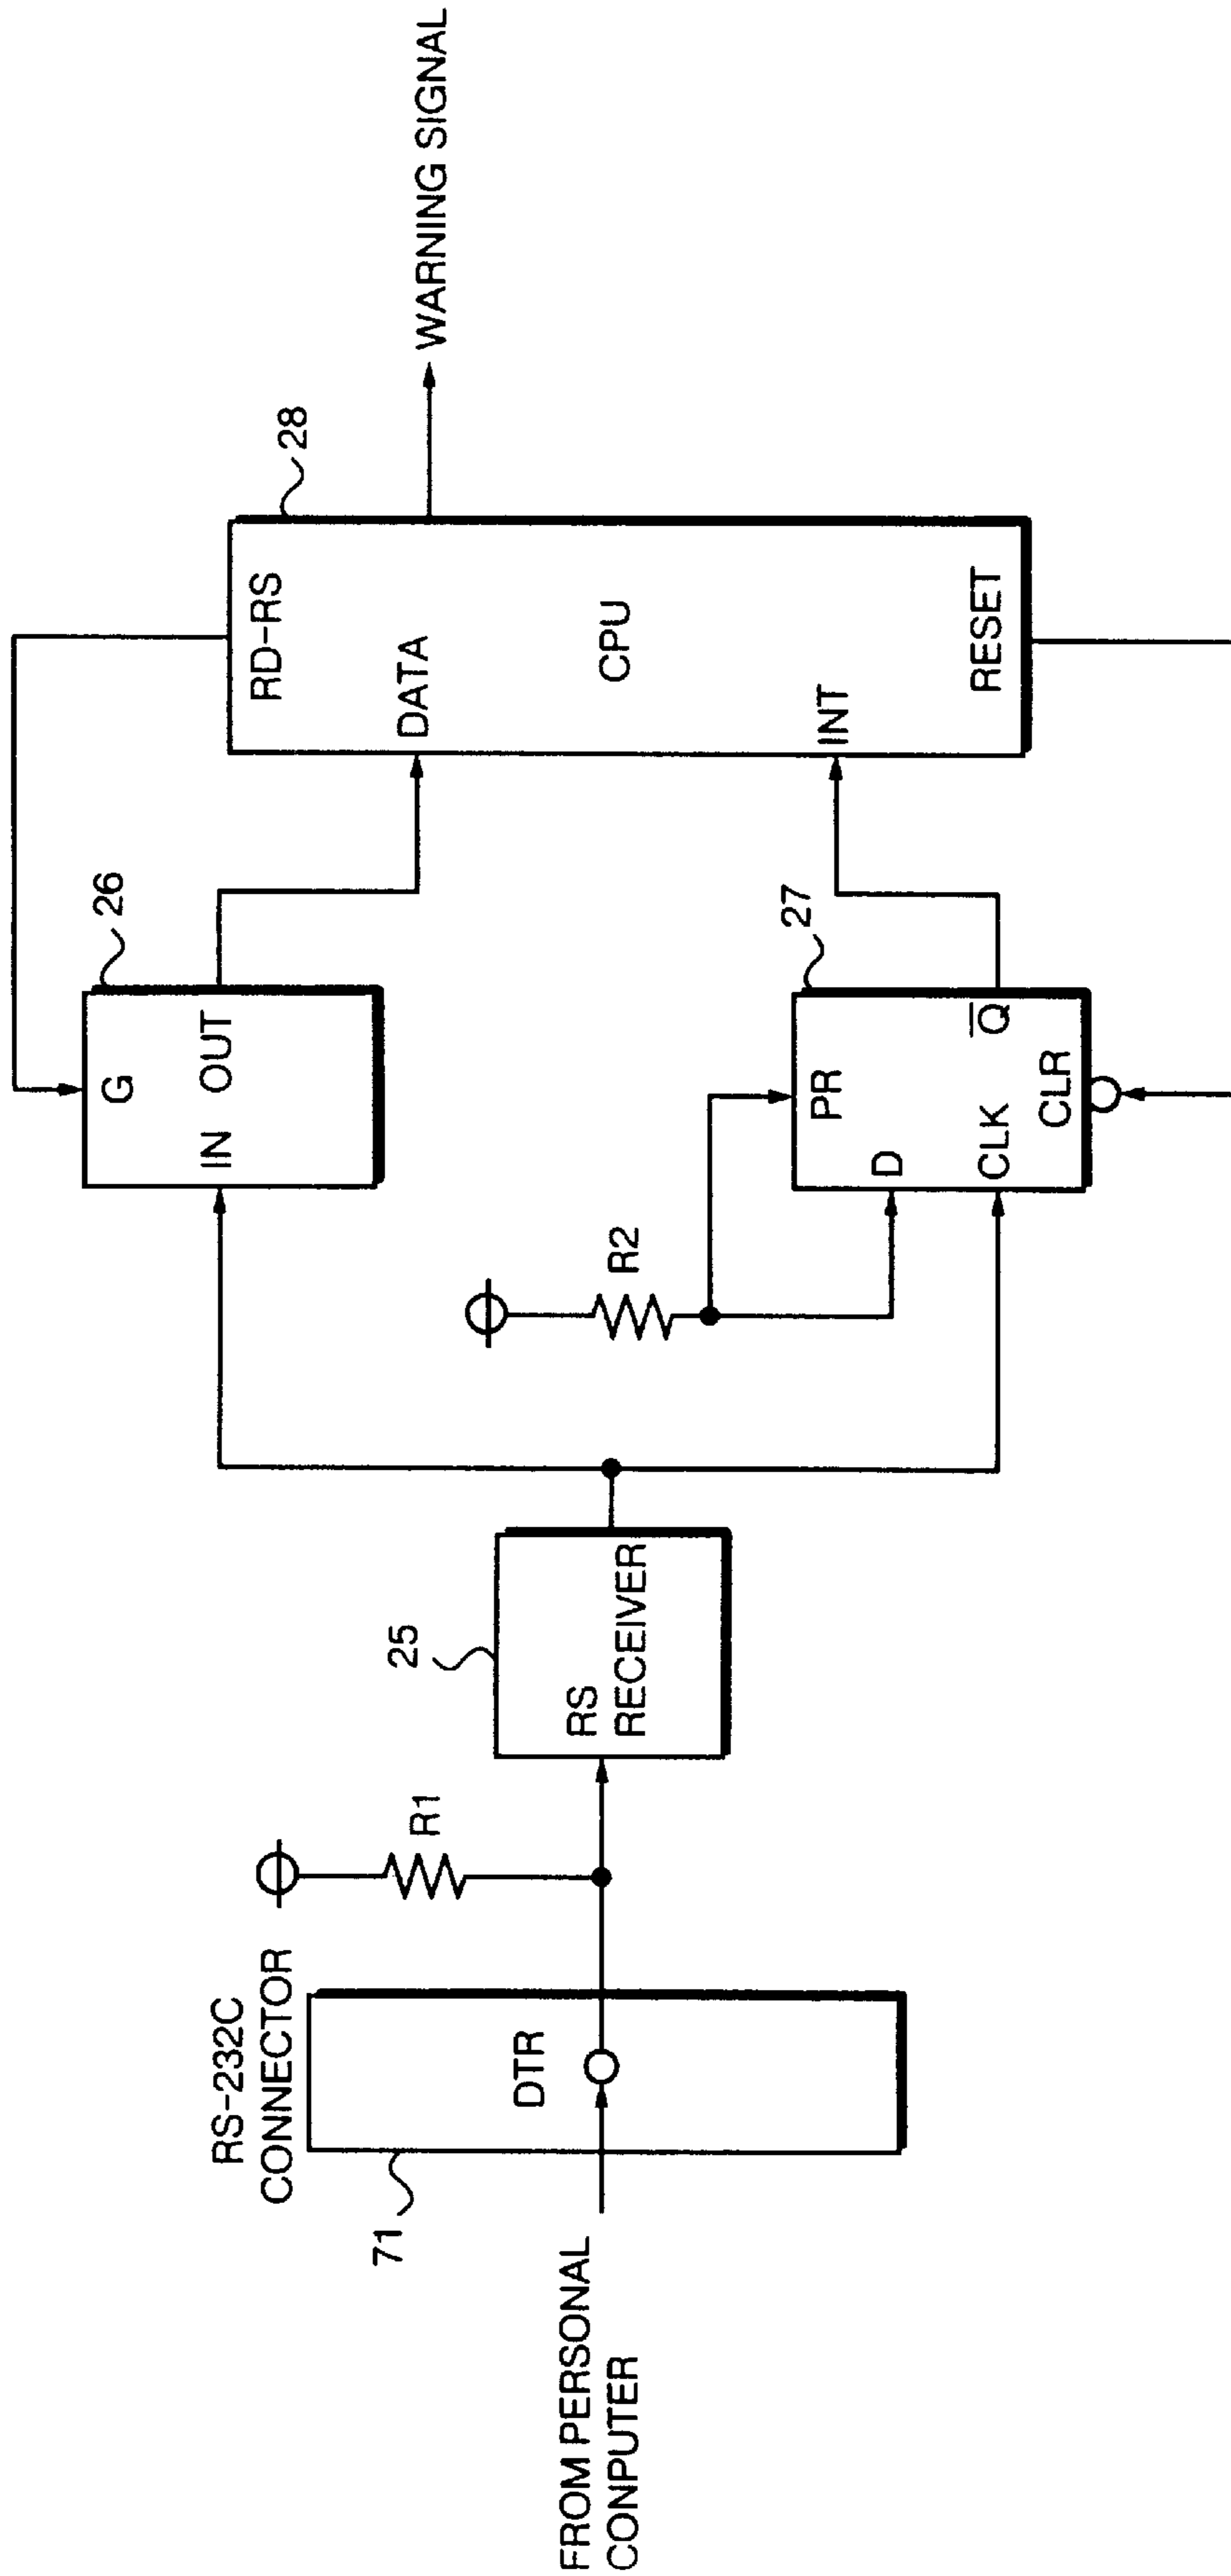 RS-232C
CONNECTOR
71
DTR
FROM PERSONAL
CONPUTER
R1
25
RS
RECEIVER
R2
26
G
IN OUT
27
PR
D
CLK Q̅
CLR
28
RD-RS
DATA
CPU
INT
RESET
WARNING SIGNAL